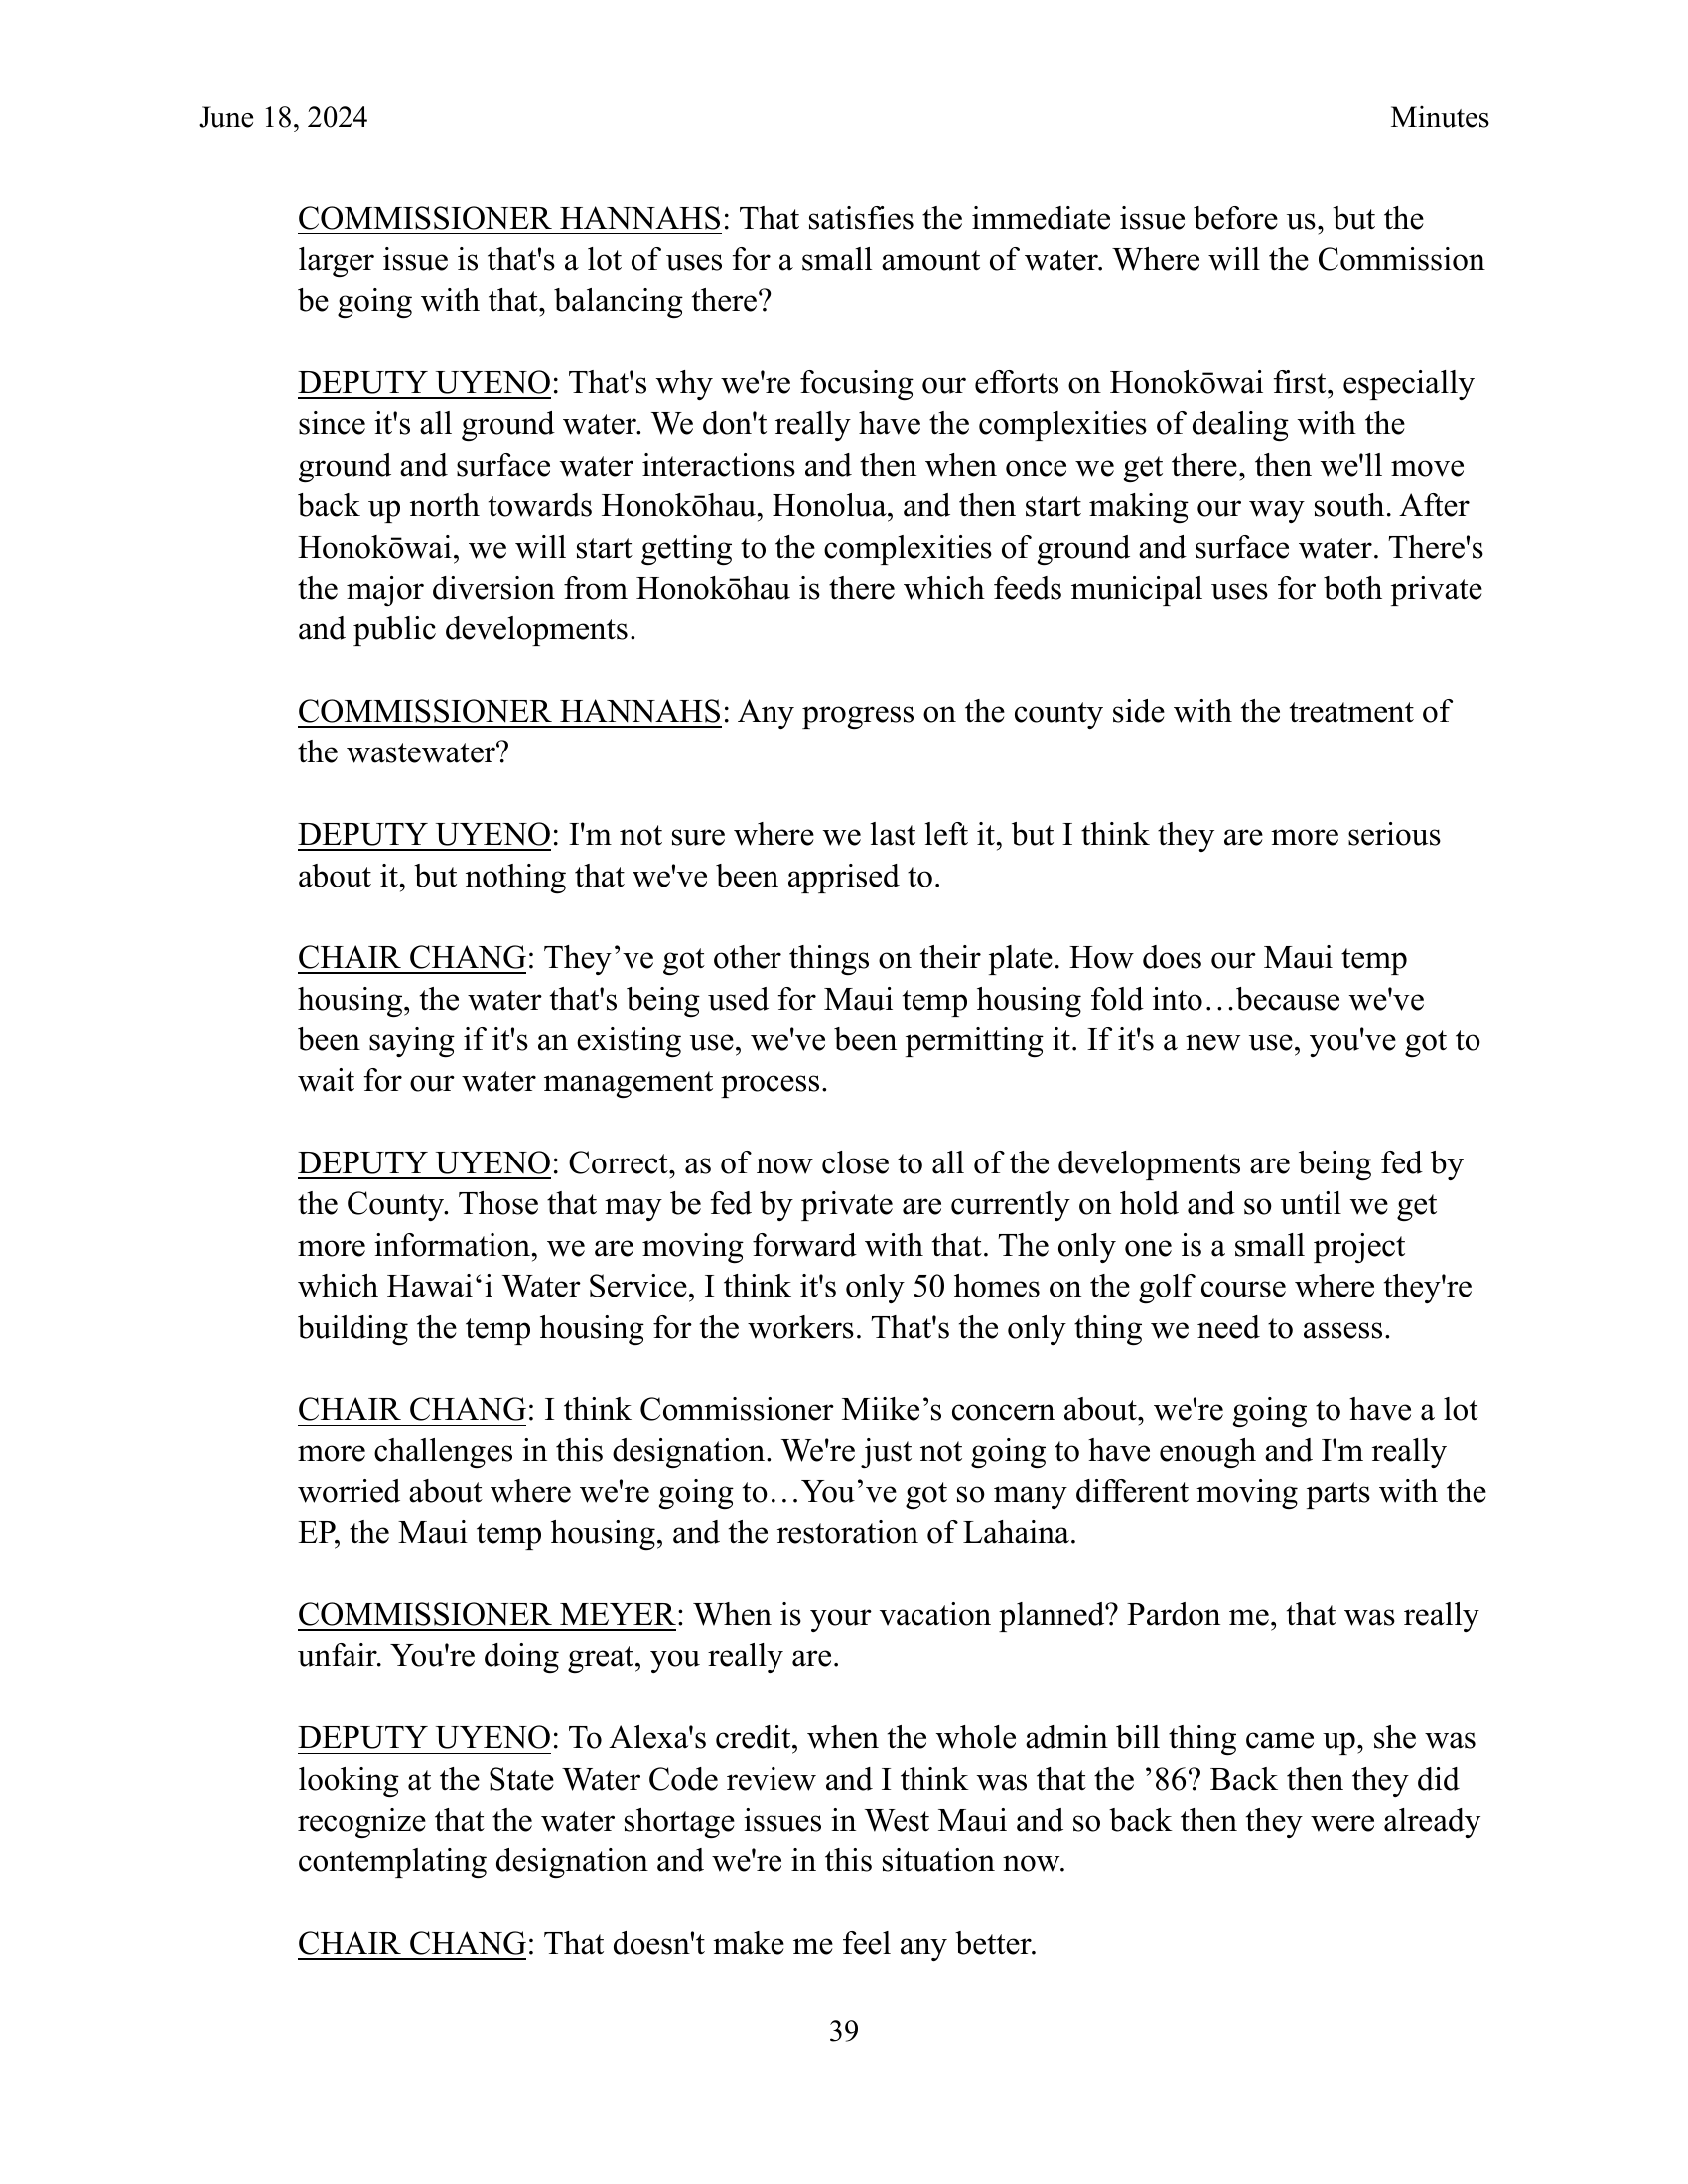 June 18, 2024 Minutes
COMMISSIONER HANNAHS: That satisfies the immediate issue before us, but the
larger issue is that's a lot of uses for a small amount of water. Where will the Commission
be going with that, balancing there?
DEPUTY UYENO: That's why we're focusing our efforts on Honokōwai first, especially
since it's all ground water. We don't really have the complexities of dealing with the
ground and surface water interactions and then when once we get there, then we'll move
back up north towards Honokōhau, Honolua, and then start making our way south. After
Honokōwai, we will start getting to the complexities of ground and surface water. There's
the major diversion from Honokōhau is there which feeds municipal uses for both private
and public developments.
COMMISSIONER HANNAHS: Any progress on the county side with the treatment of
the wastewater?
DEPUTY UYENO: I'm not sure where we last left it, but I think they are more serious
about it, but nothing that we've been apprised to.
CHAIR CHANG: They’ve got other things on their plate. How does our Maui temp
housing, the water that's being used for Maui temp housing fold into…because we've
been saying if it's an existing use, we've been permitting it. If it's a new use, you've got to
wait for our water management process.
DEPUTY UYENO: Correct, as of now close to all of the developments are being fed by
the County. Those that may be fed by private are currently on hold and so until we get
more information, we are moving forward with that. The only one is a small project
which Hawai‘i Water Service, I think it's only 50 homes on the golf course where they're
building the temp housing for the workers. That's the only thing we need to assess.
CHAIR CHANG: I think Commissioner Miike’s concern about, we're going to have a lot
more challenges in this designation. We're just not going to have enough and I'm really
worried about where we're going to…You’ve got so many different moving parts with the
EP, the Maui temp housing, and the restoration of Lahaina.
COMMISSIONER MEYER: When is your vacation planned? Pardon me, that was really
unfair. You're doing great, you really are.
DEPUTY UYENO: To Alexa's credit, when the whole admin bill thing came up, she was
looking at the State Water Code review and I think was that the ’86? Back then they did
recognize that the water shortage issues in West Maui and so back then they were already
contemplating designation and we're in this situation now.
CHAIR CHANG: That doesn't make me feel any better.
39